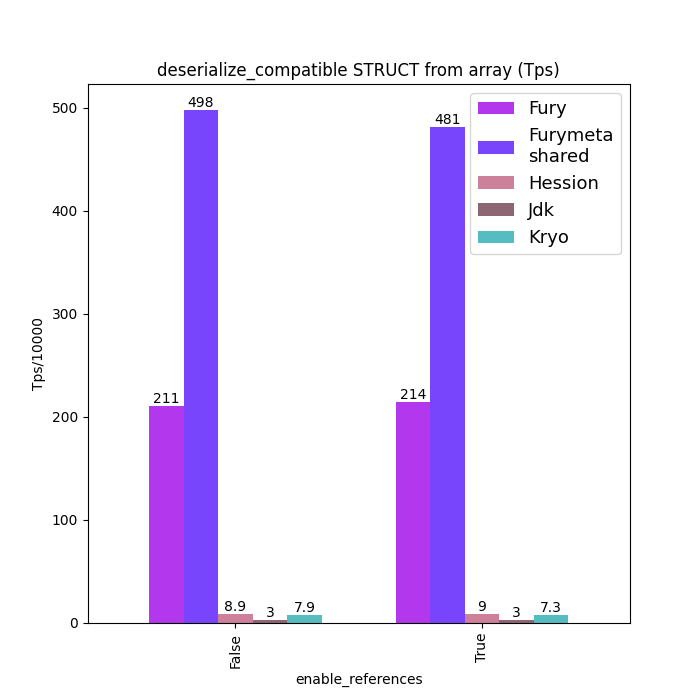 deserialize_compatible STRUCT from array (Tps)
Tps/10000
500
400
300
200
100
0
211
498
8.9
3
7.9
214
481
9
3
7.3
Fury
Furymeta
shared
Hession
Jdk
Kryo
False
True
enable_references